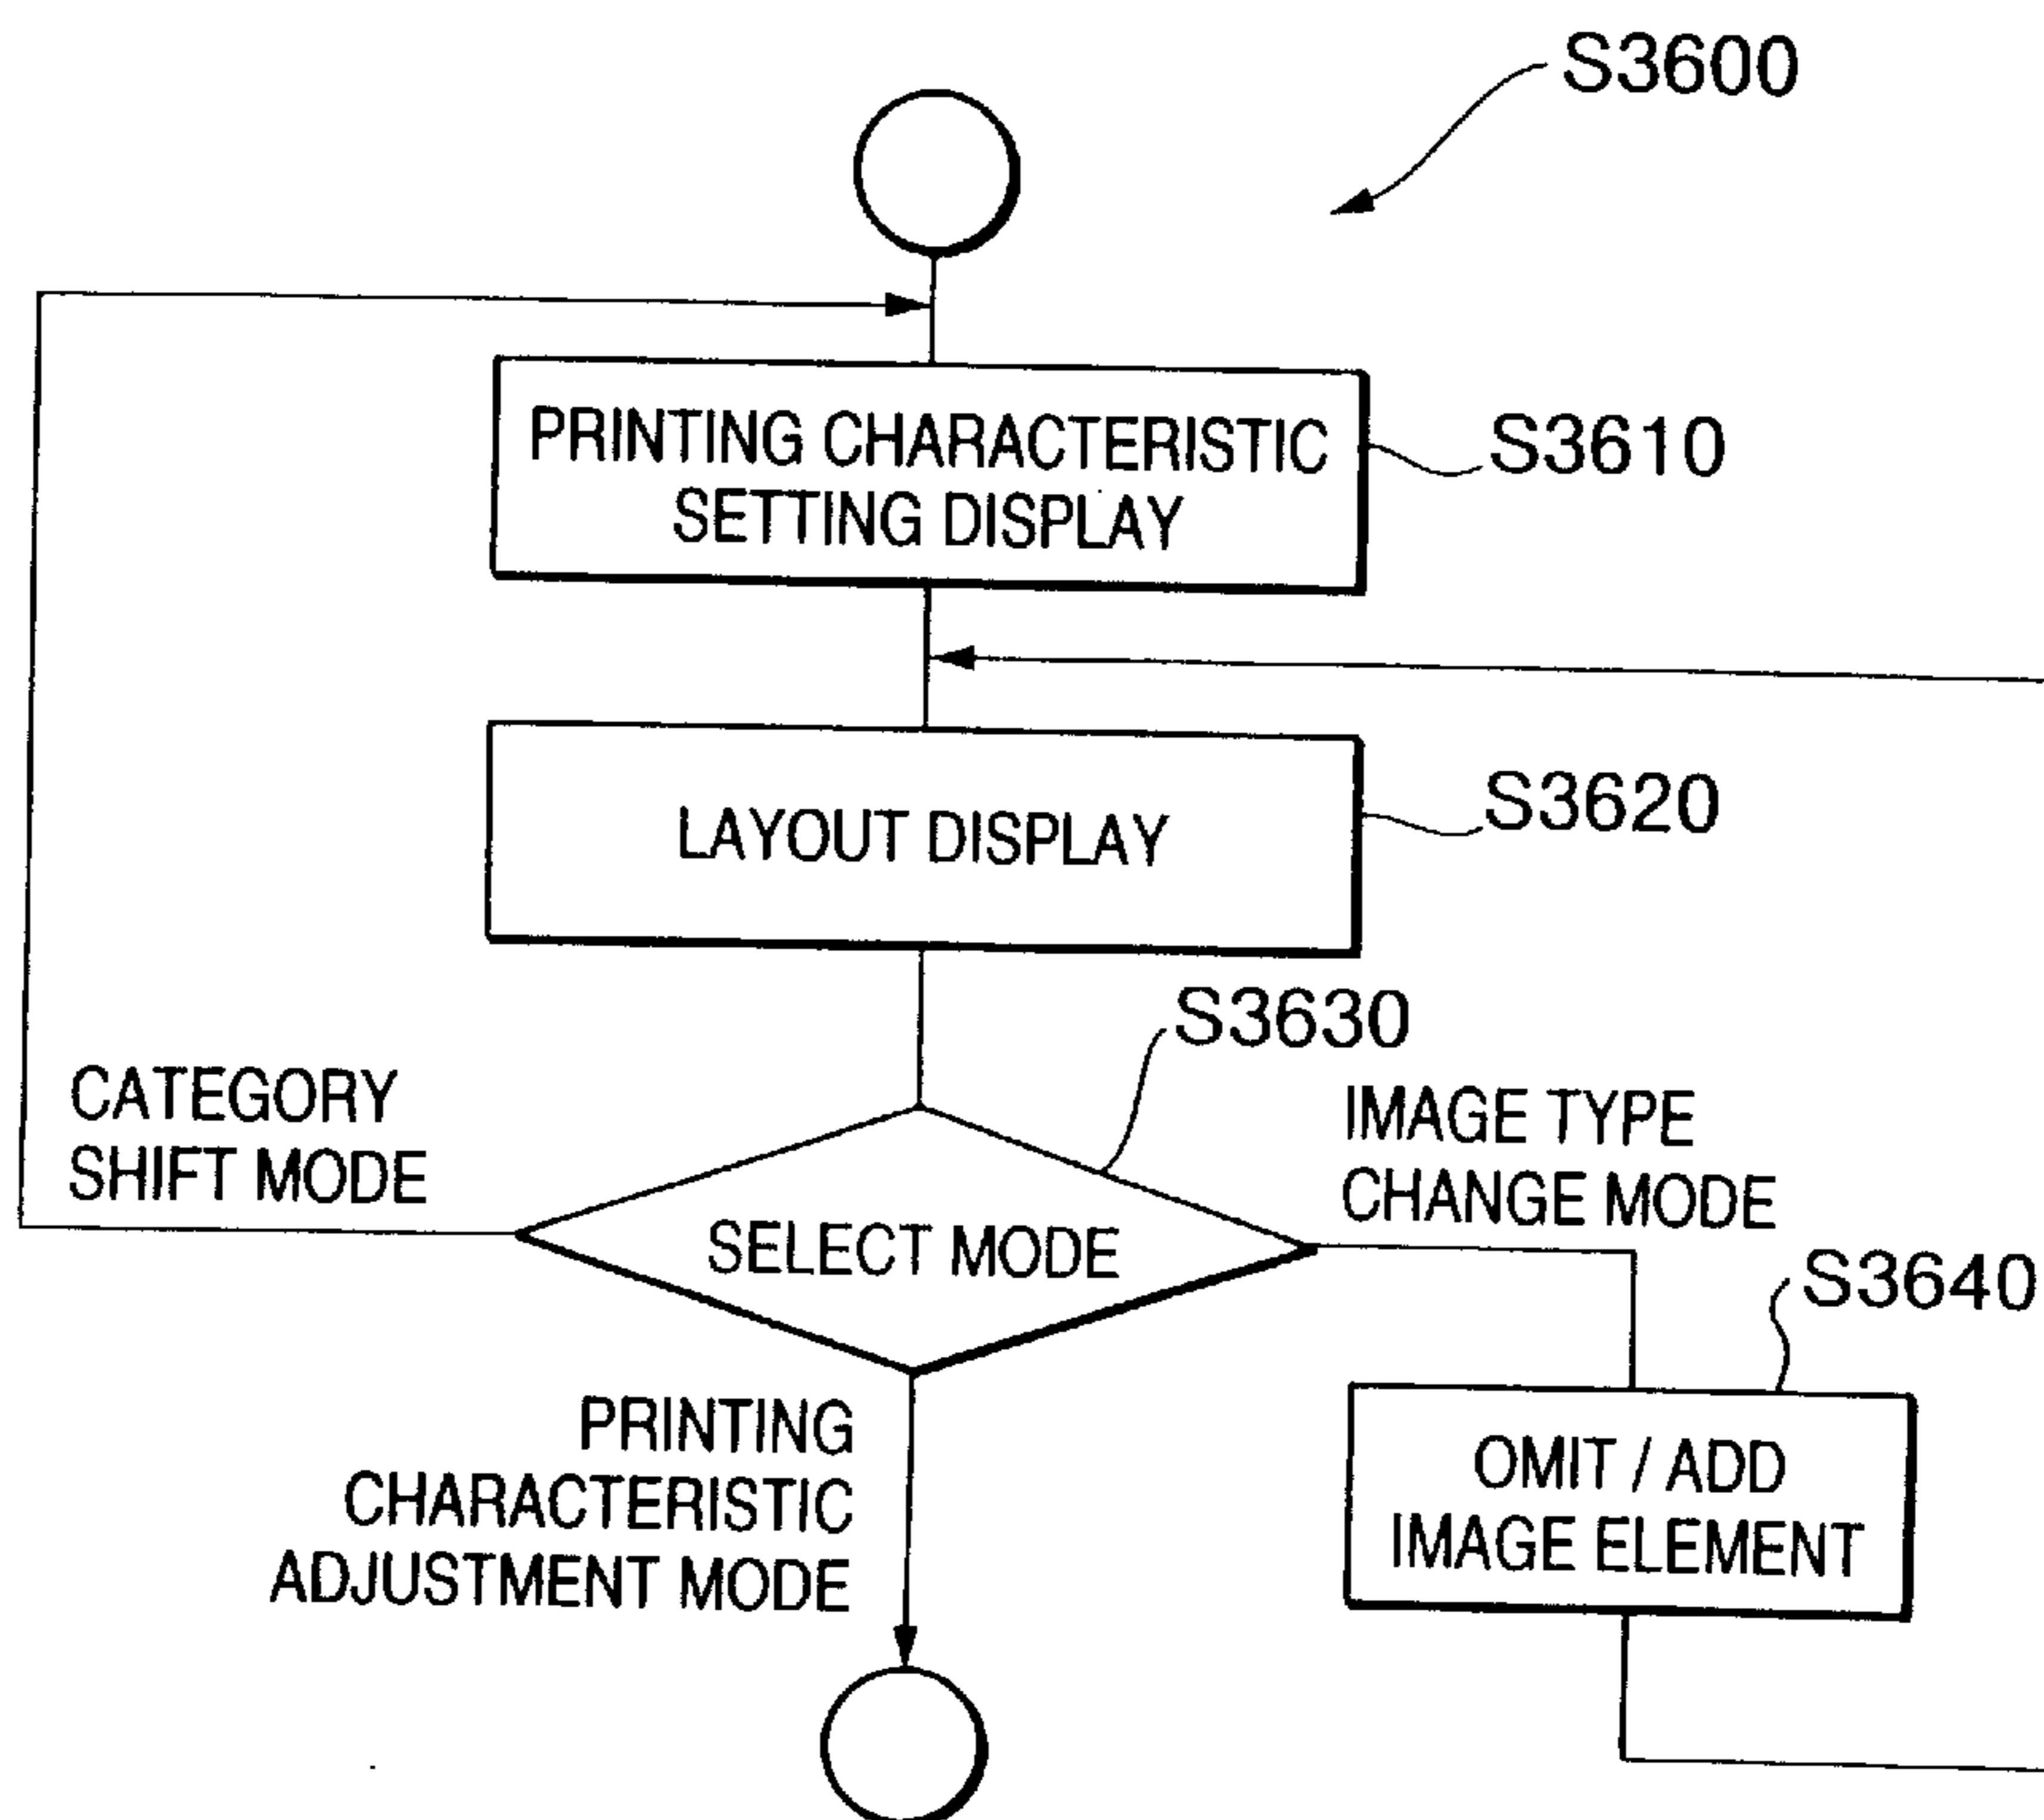 S3600
PRINTING CHARACTERISTIC
SETTING DISPLAY
S3610
LAYOUT DISPLAY
S3620
S3630
CATEGORY
SHIFT MODE
IMAGE TYPE
CHANGE MODE
SELECT MODE
S3640
PRINTING
CHARACTERISTIC
ADJUSTMENT MODE
OMIT / ADD
IMAGE ELEMENT